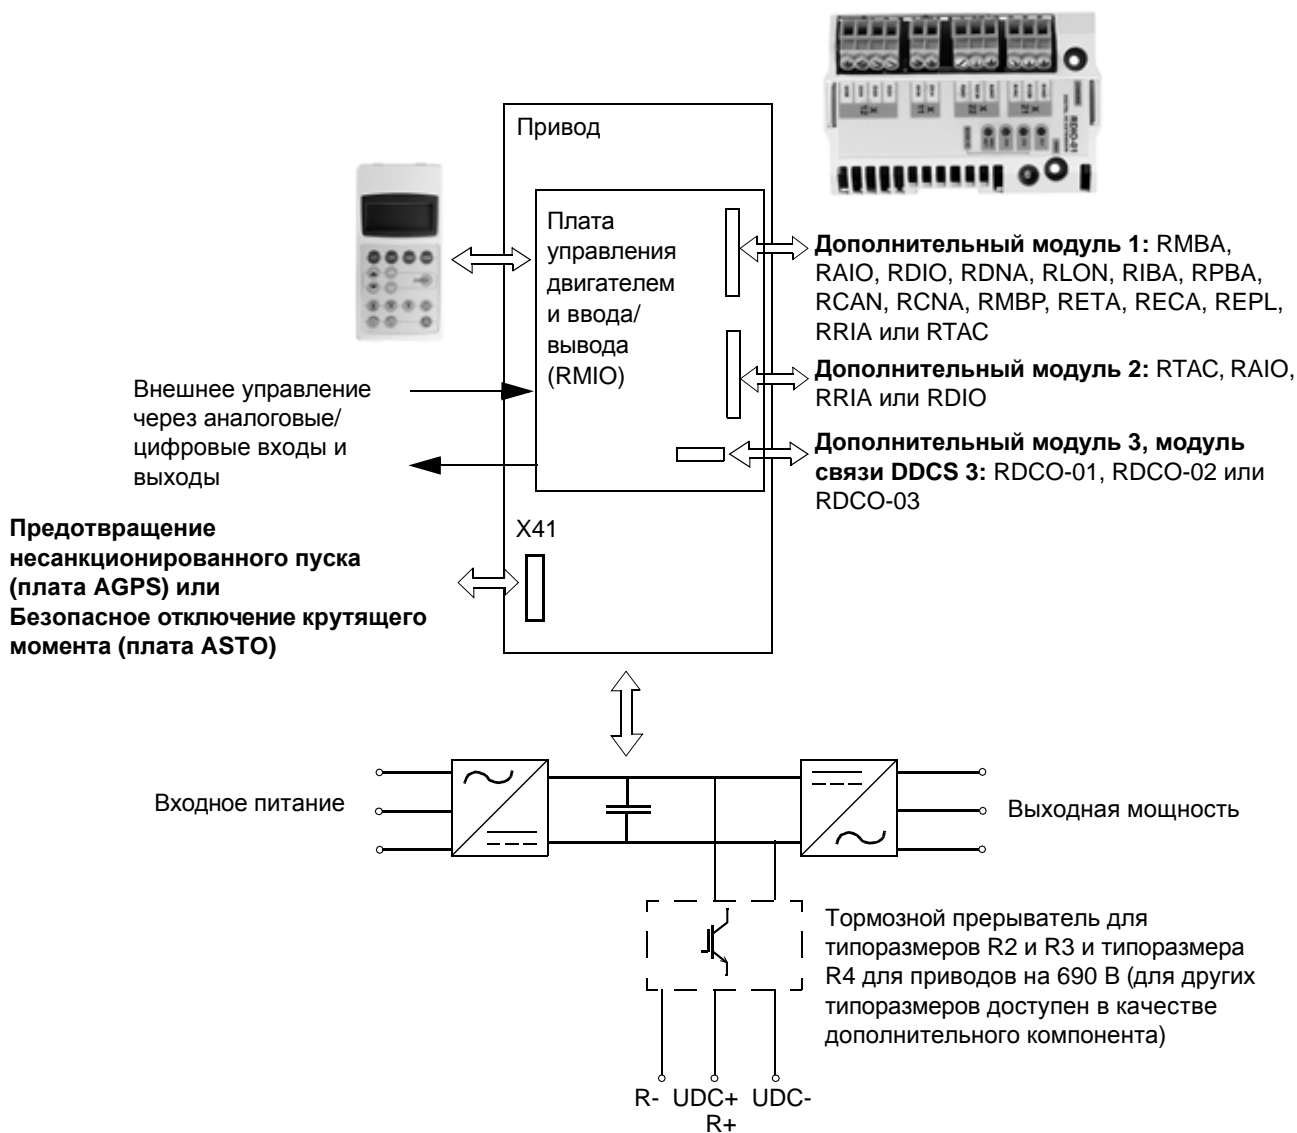 RDIO-01
Привод
Плата
управления
двигателем
и ввода/
вывода
(RMIO)
Дополнительный модуль 1: RMBA,
RAIO, RDIO, RDNA, RLON, RIBA, RPBA,
RCAN, RCNA, RMBP, RETA, RECA, REPL,
RRIA или RTAC
Дополнительный модуль 2: RTAC, RAIO,
RRIA или RDIO
Дополнительный модуль 3, модуль
связи DDCS 3: RDCO-01, RDCO-02 или
RDCO-03
Внешнее управление
через аналоговые/
цифровые входы и
выходы
X41
Предотвращение
несанкционированного пуска
(плата AGPS) или
Безопасное отключение крутящего
момента (плата ASTO)
Входное питание
Выходная мощность
Тормозной прерыватель для
типоразмеров R2 и R3 и типоразмера
R4 для приводов на 690 В (для других
типоразмеров доступен в качестве
дополнительного компонента)
R- UDC+ UDC-
R+